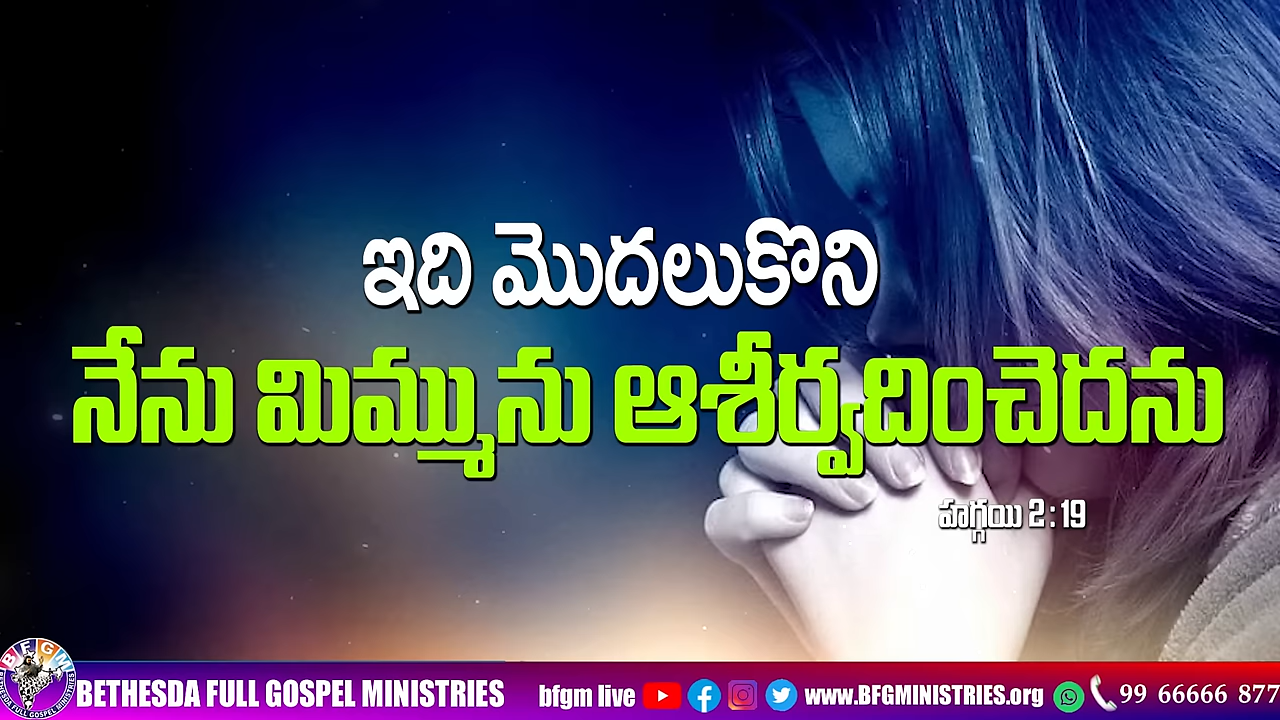 ఇది మొదలుకొని
నేను మిమ్మును ఆశీర్వదించెదను
హగ్గయి 2 : 19
BFGM
BETHESDA FULL GOSPEL MINISTRIES bfgm live www.BFGMINISTRIES.org 99 66666 877